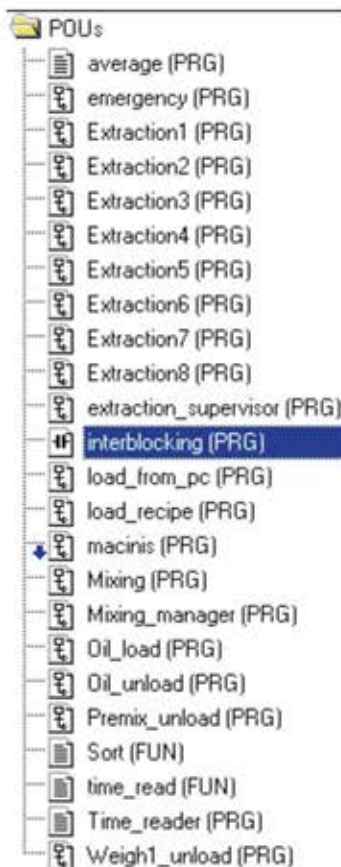 POUs
average (PRG)
emergency (PRG)
Extraction1 (PRG)
Extraction2 (PRG)
Extraction3 (PRG)
Extraction4 (PRG)
Extraction5 (PRG)
Extraction6 (PRG)
Extraction7 (PRG)
Extraction8 (PRG)
extraction_supervisor (PRG)
interblocking (PRG)
load_from_pc (PRG)
load_recipe (PRG)
macinis (PRG)
Mixing (PRG)
Mixing_manager (PRG)
Oil_load (PRG)
Oil_unload (PRG)
Premix_unload (PRG)
Sort (FUN)
time_read (FUN)
Time_reader (PRG)
Weigh1_unload (PRG)